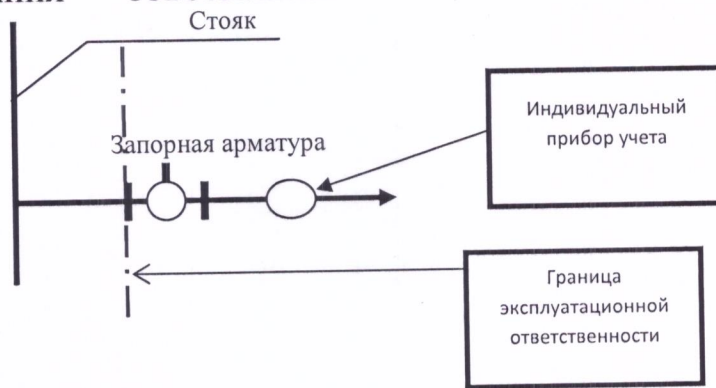 Стояк
Запорная арматура
Индивидуальный
прибор учета
Граница
эксплуатационной
ответственности